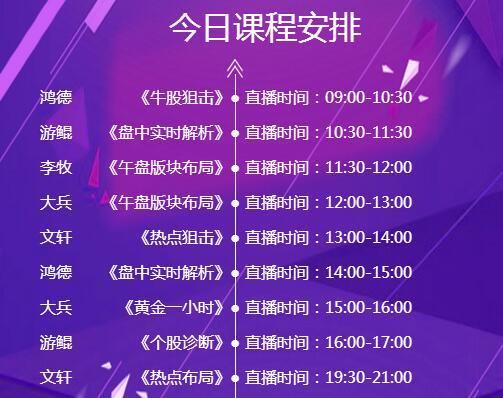 今日课程安排
鸿德 《牛股狙击》 直播时间：09:00-10:30
游鲲 《盘中实时解析》 直播时间：10:30-11:30
李牧 《午盘版块布局》 直播时间：11:30-12:00
大兵 《午盘版块布局》 直播时间：12:00-13:00
文轩 《热点狙击》 直播时间：13:00-14:00
鸿德 《盘中实时解析》 直播时间：14:00-15:00
大兵 《黄金一小时》 直播时间：15:00-16:00
游鲲 《个股诊断》 直播时间：16:00-17:00
文轩 《热点布局》 直播时间：19:30-21:00